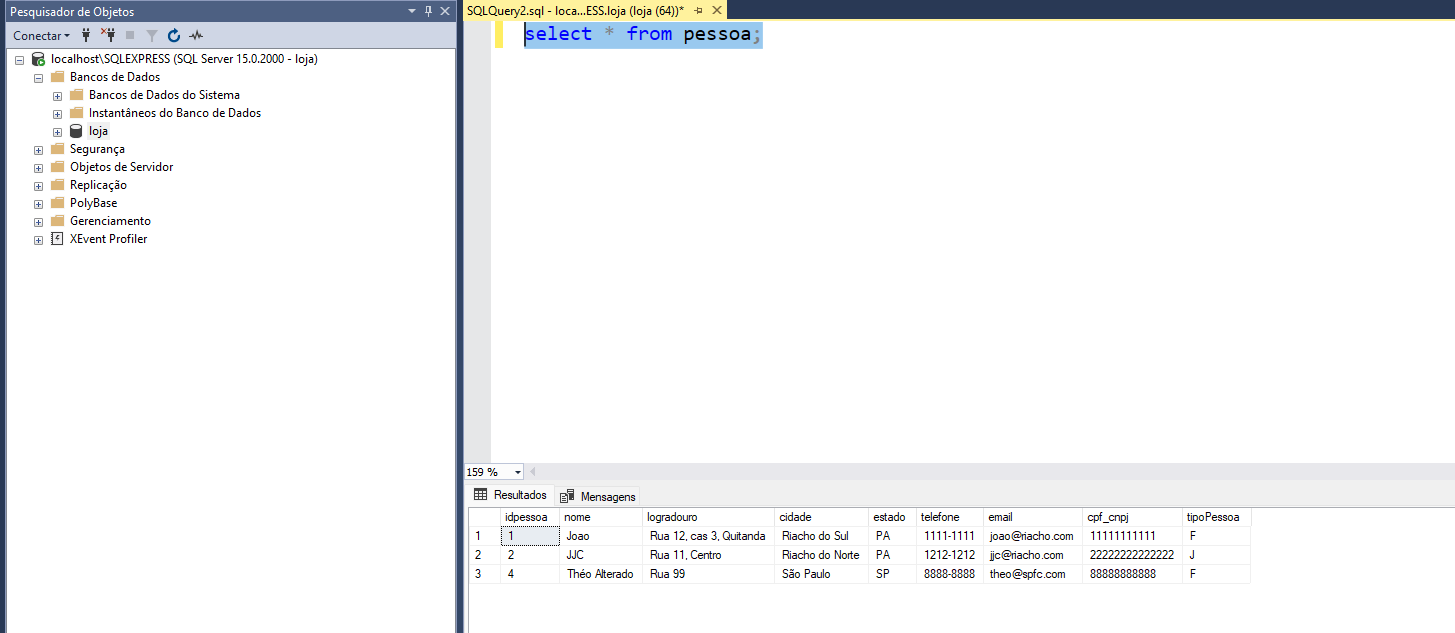 Pesquisador de Objetos
Conectar
localhost\SQLEXPRESS (SQL Server 15.0.2000 - loja)
Bancos de Dados
Bancos de Dados do Sistema
Instantâneos do Banco de Dados
loja
Segurança
Objetos de Servidor
Replicação
PolyBase
Gerenciamento
XEvent Profiler
SQLQuery2.sql - loca...ESS.loja (loja (64))*
select * from pessoa;
159 %
Resultados Mensagens
idpessoa nome logradouro cidade estado telefone email cpf_cnpj tipoPessoa
1 1 Joao Rua 12, cas 3, Quitanda Riacho do Sul PA 1111-1111 joao@riacho.com 11111111111 F
2 2 JJC Rua 11, Centro Riacho do Norte PA 1212-1212 jjc@riacho.com 22222222222222 J
3 4 Théo Alterado Rua 99 São Paulo SP 8888-8888 theo@spfc.com 88888888888 F